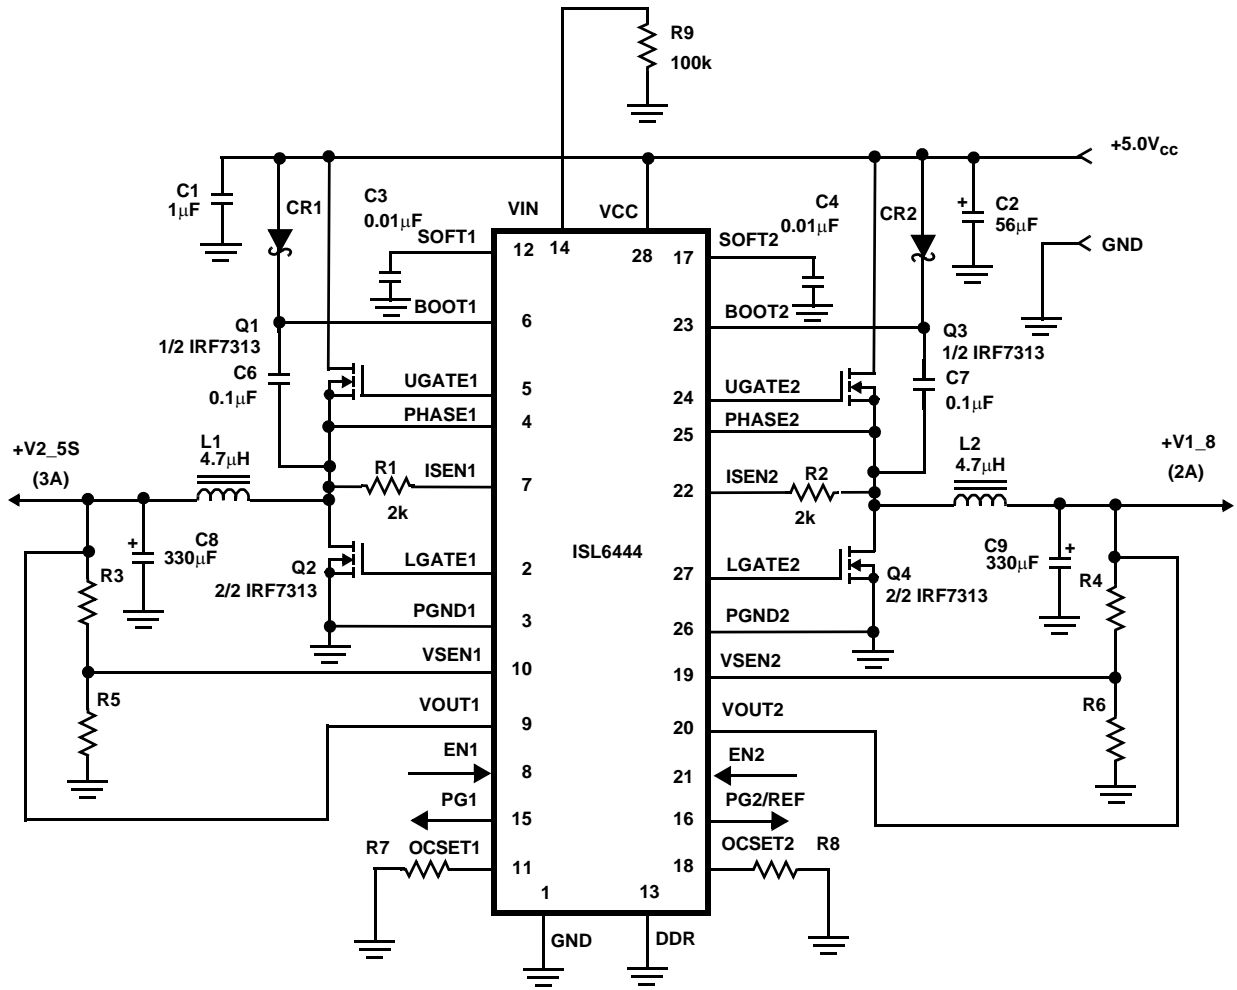 R9
100k
+5.0Vcc
C1
1µF
CR1
C3
0.01µF
VIN
VCC
C4
0.01µF
CR2
+
C2
56µF
GND
SOFT1
12
14
28
17
SOFT2
BOOT1
6
23
BOOT2
Q1
1/2 IRF7313
Q3
1/2 IRF7313
C6
0.1µF
C7
0.1µF
UGATE1
5
24
UGATE2
PHASE1
4
25
PHASE2
+V2_5S
(3A)
L1
4.7µH
R1
2k
ISEN1
7
22
ISEN2
R2
2k
L2
4.7µH
+V1_8
(2A)
+
C8
330µF
ISL6444
C9
330µF
+
R3
Q2
2/2 IRF7313
LGATE1
2
27
LGATE2
Q4
2/2 IRF7313
R4
PGND1
3
26
PGND2
VSEN1
10
19
VSEN2
R5
R6
VOUT1
9
20
VOUT2
EN1
8
21
EN2
PG1
15
16
PG2/REF
R7
OCSET1
11
18
OCSET2
R8
1
13
GND
DDR